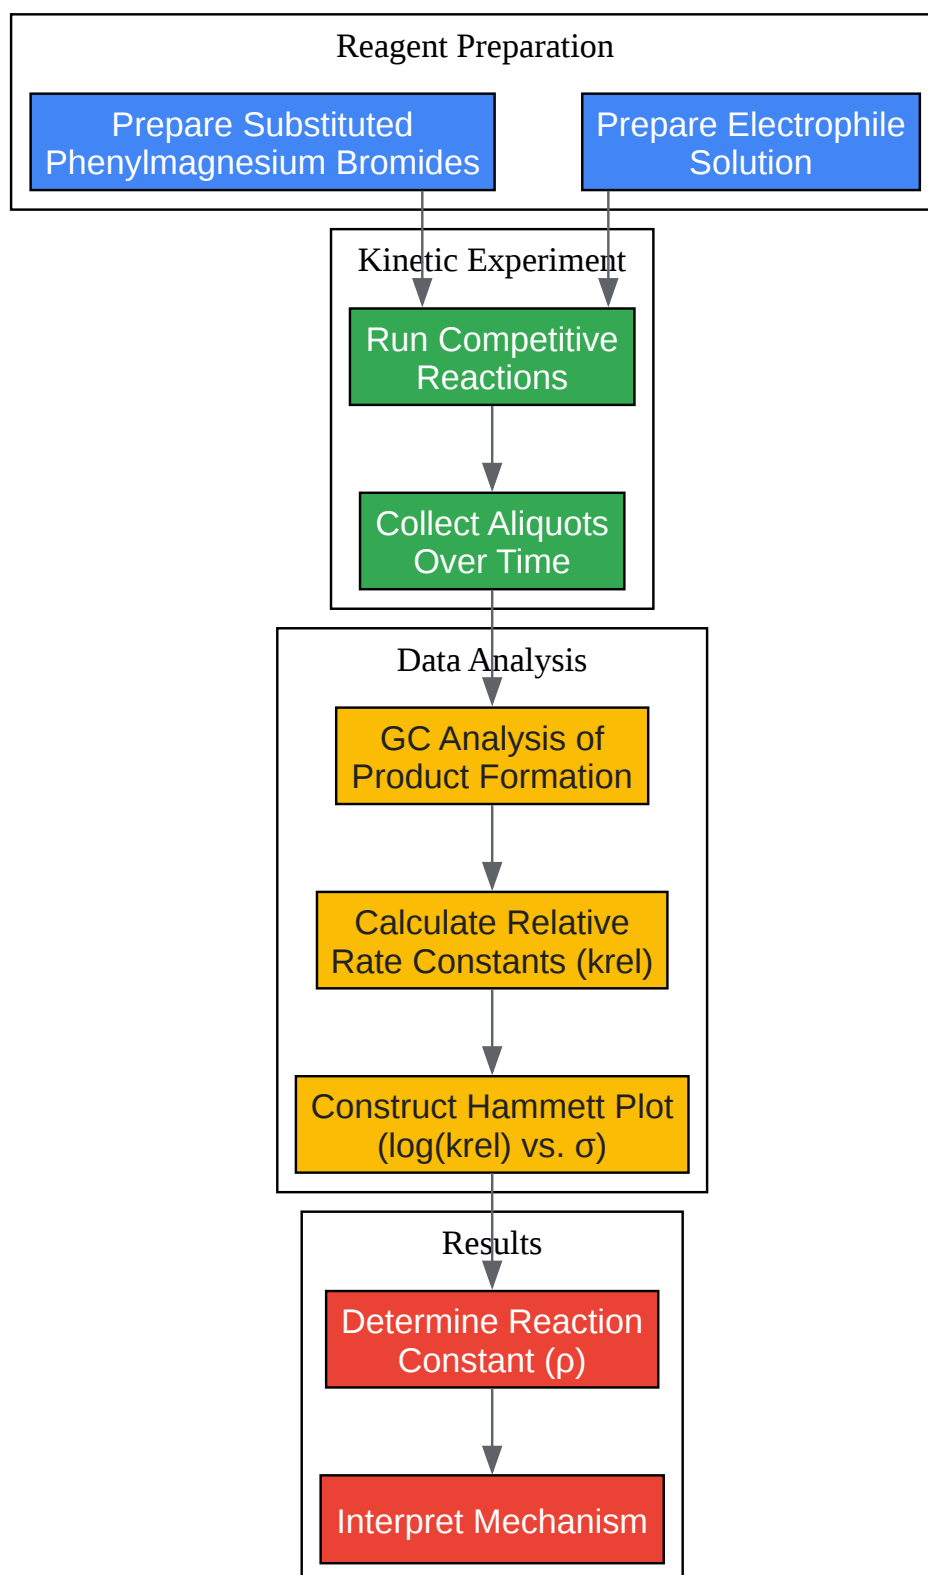 Reagent Preparation
Prepare Substituted
Phenylmagnesium Bromides
Prepare Electrophile
Solution
Kinetic Experiment
Run Competitive
Reactions
Collect Aliquots
Over Time
Data Analysis
GC Analysis of
Product Formation
Calculate Relative
Rate Constants (krel)
Construct Hammett Plot
(log(krel) vs. σ)
Results
Determine Reaction
Constant (ρ)
Interpret Mechanism